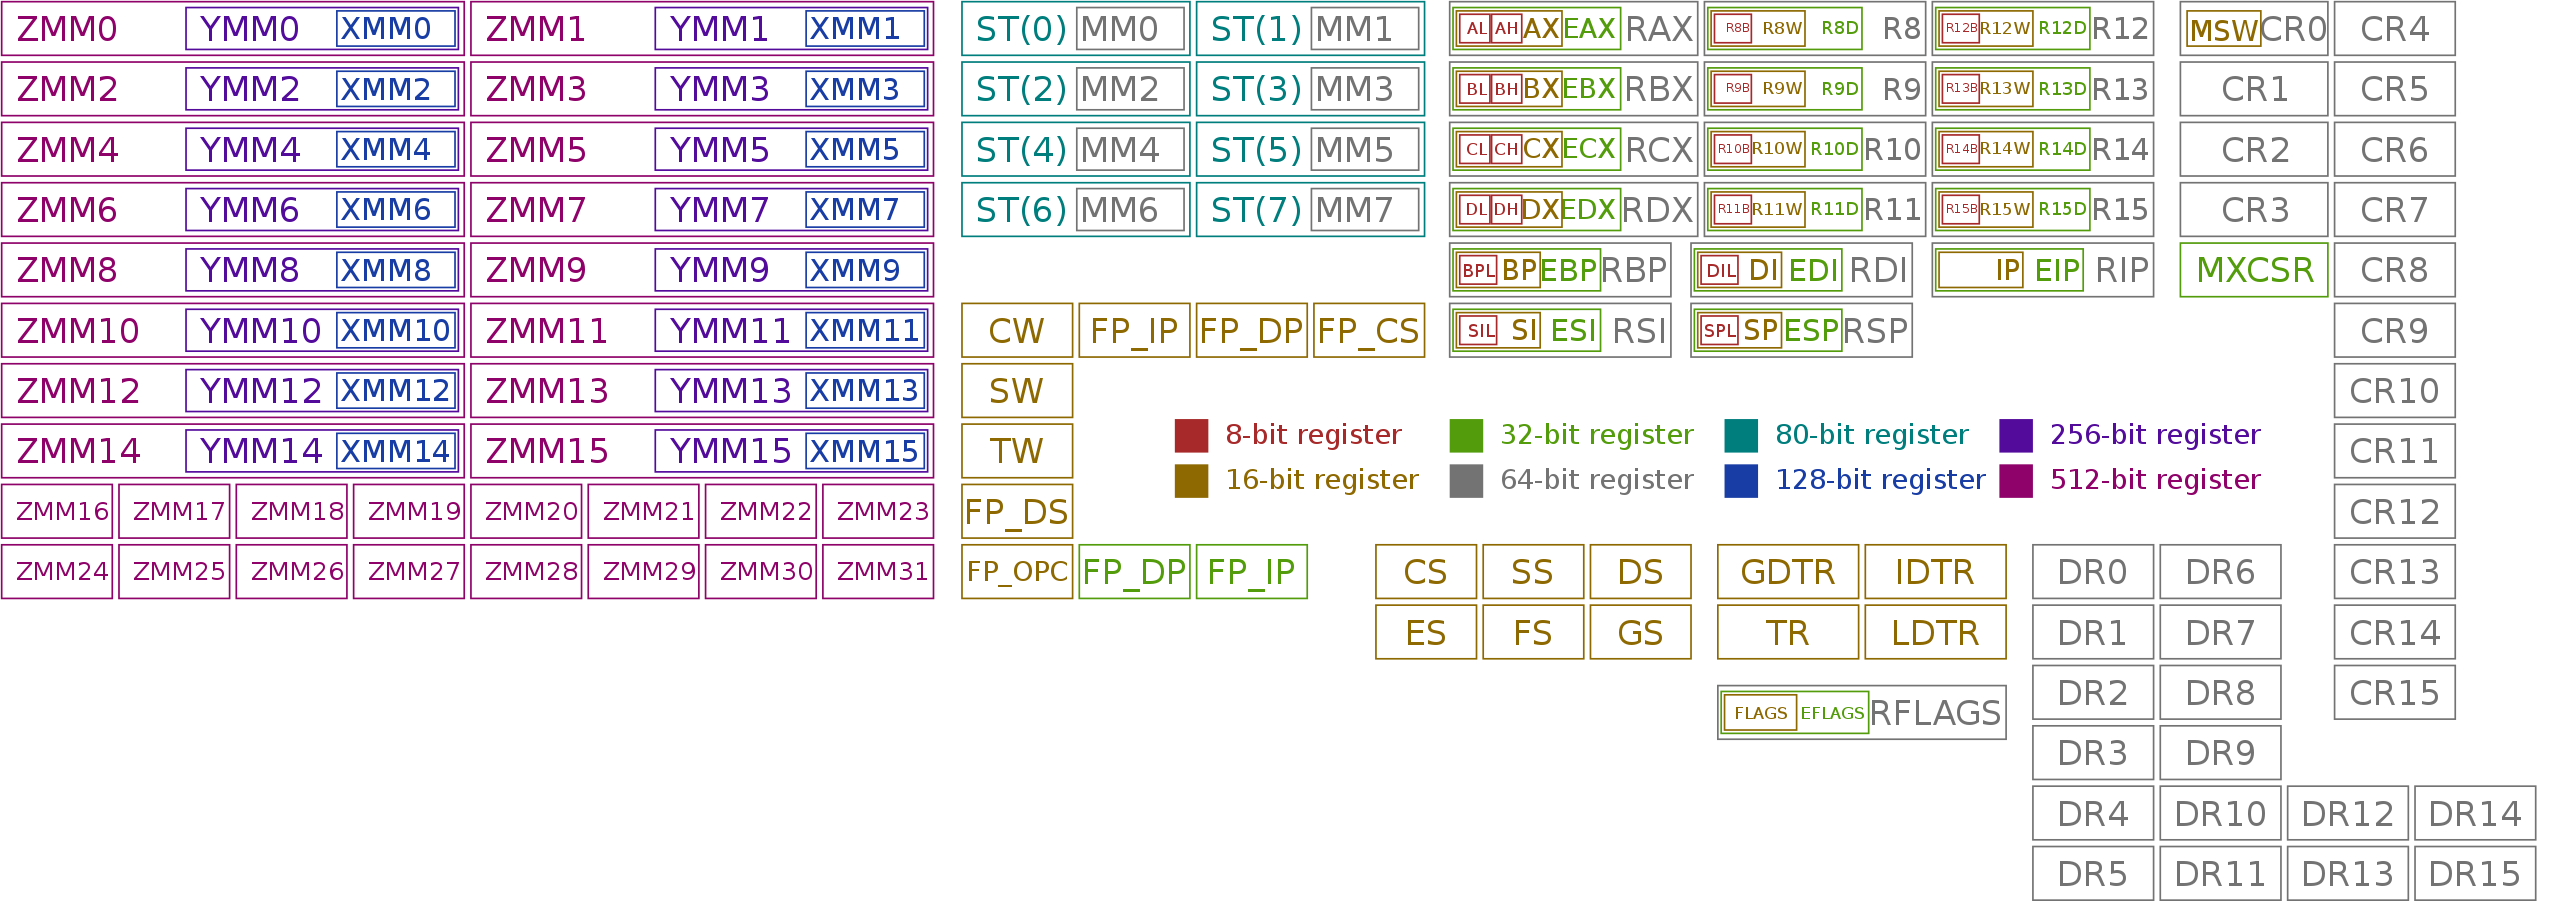 ZMM0 YMM0 XMM0 ZMM1 YMM1 XMM1 ST(0) MM0 ST(1) MM1 AL AH AX EAX RAX R8B R8W R8D R8 R12B R12W R12D R12 MSW CR0 CR4
ZMM2 YMM2 XMM2 ZMM3 YMM3 XMM3 ST(2) MM2 ST(3) MM3 BL BH BX EBX RBX R9B R9W R9D R9 R13B R13W R13D R13 CR1 CR5
ZMM4 YMM4 XMM4 ZMM5 YMM5 XMM5 ST(4) MM4 ST(5) MM5 CL CH CX ECX RCX R10B R10W R10D R10 R14B R14W R14D R14 CR2 CR6
ZMM6 YMM6 XMM6 ZMM7 YMM7 XMM7 ST(6) MM6 ST(7) MM7 DL DH DX EDX RDX R11B R11W R11D R11 R15B R15W R15D R15 CR3 CR7
ZMM8 YMM8 XMM8 ZMM9 YMM9 XMM9 BPL BP EBP RBP DIL DI EDI RDI IP EIP RIP MXCSR CR8
ZMM10 YMM10 XMM10 ZMM11 YMM11 XMM11 CW FP_IP FP_DP FP_CS SIL SI ESI RSI SPL SP ESP RSP CR9
ZMM12 YMM12 XMM12 ZMM13 YMM13 XMM13 SW CR10
ZMM14 YMM14 XMM14 ZMM15 YMM15 XMM15 TW 8-bit register 32-bit register 80-bit register 256-bit register CR11
16-bit register 64-bit register 128-bit register 512-bit register
ZMM16 ZMM17 ZMM18 ZMM19 ZMM20 ZMM21 ZMM22 ZMM23 FP_DS CR12
ZMM24 ZMM25 ZMM26 ZMM27 ZMM28 ZMM29 ZMM30 ZMM31 FP_OPC FP_DP FP_IP CS SS DS GDTR IDTR DR0 DR6 CR13
ES FS GS TR LDTR DR1 DR7 CR14
FLAGS EFLAGS RFLAGS DR2 DR8 CR15
DR3 DR9
DR4 DR10 DR12 DR14
DR5 DR11 DR13 DR15